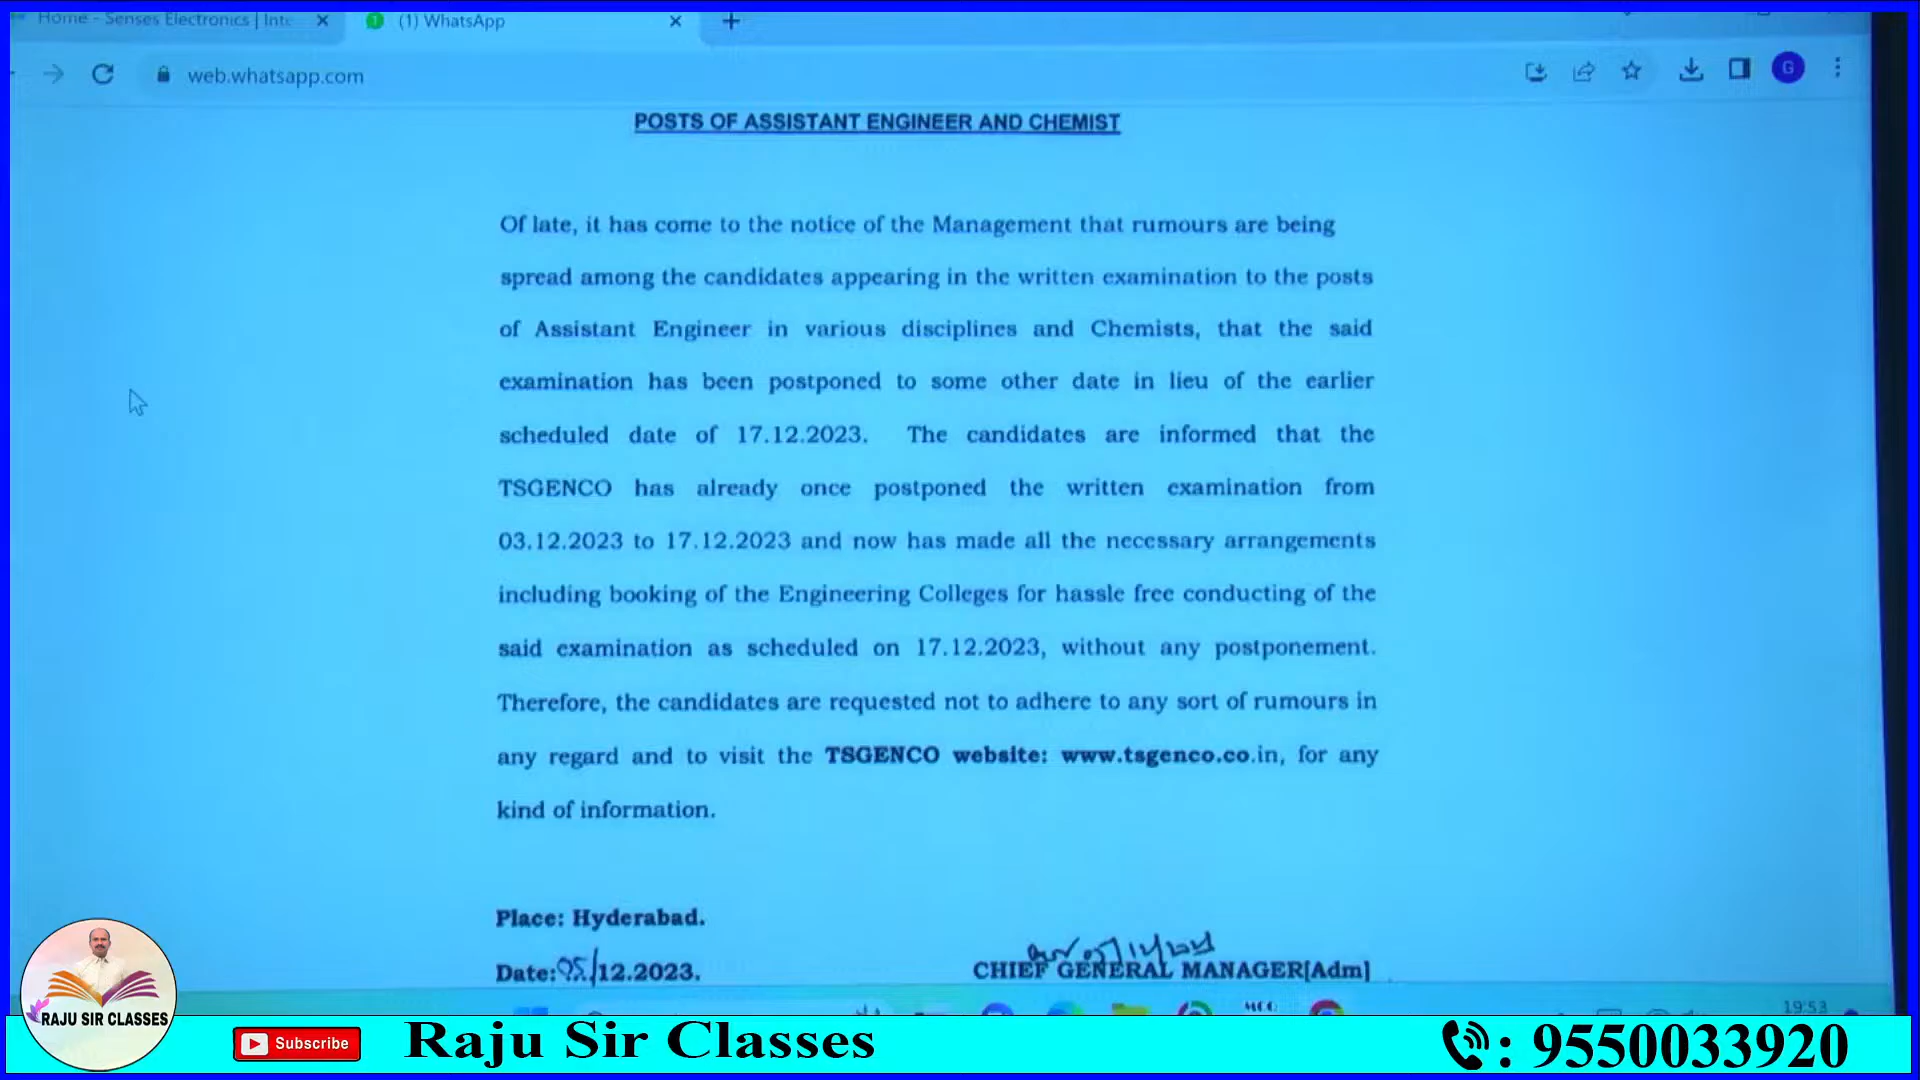 Home - Senses Electronics | Inte
(1) WhatsApp
web.whatsapp.com
G
POSTS OF ASSISTANT ENGINEER AND CHEMIST
Of late, it has come to the notice of the Management that rumours are being
spread among the candidates appearing in the written examination to the posts
of Assistant Engineer in various disciplines and Chemists, that the said
examination has been postponed to some other date in lieu of the earlier
scheduled date of 17.12.2023. The candidates are informed that the
TSGENCO has already once postponed the written examination from
03.12.2023 to 17.12.2023 and now has made all the necessary arrangements
including booking of the Engineering Colleges for hassle free conducting of the
said examination as scheduled on 17.12.2023, without any postponement.
Therefore, the candidates are requested not to adhere to any sort of rumours in
any regard and to visit the TSGENCO website: www.tsgenco.co.in, for any
kind of information.
Place: Hyderabad.
Date:05/12.2023.
CHIEF GENERAL MANAGER[Adm]
19:53
RAJU SIR CLASSES
Subscribe
Raju Sir Classes
: 9550033920